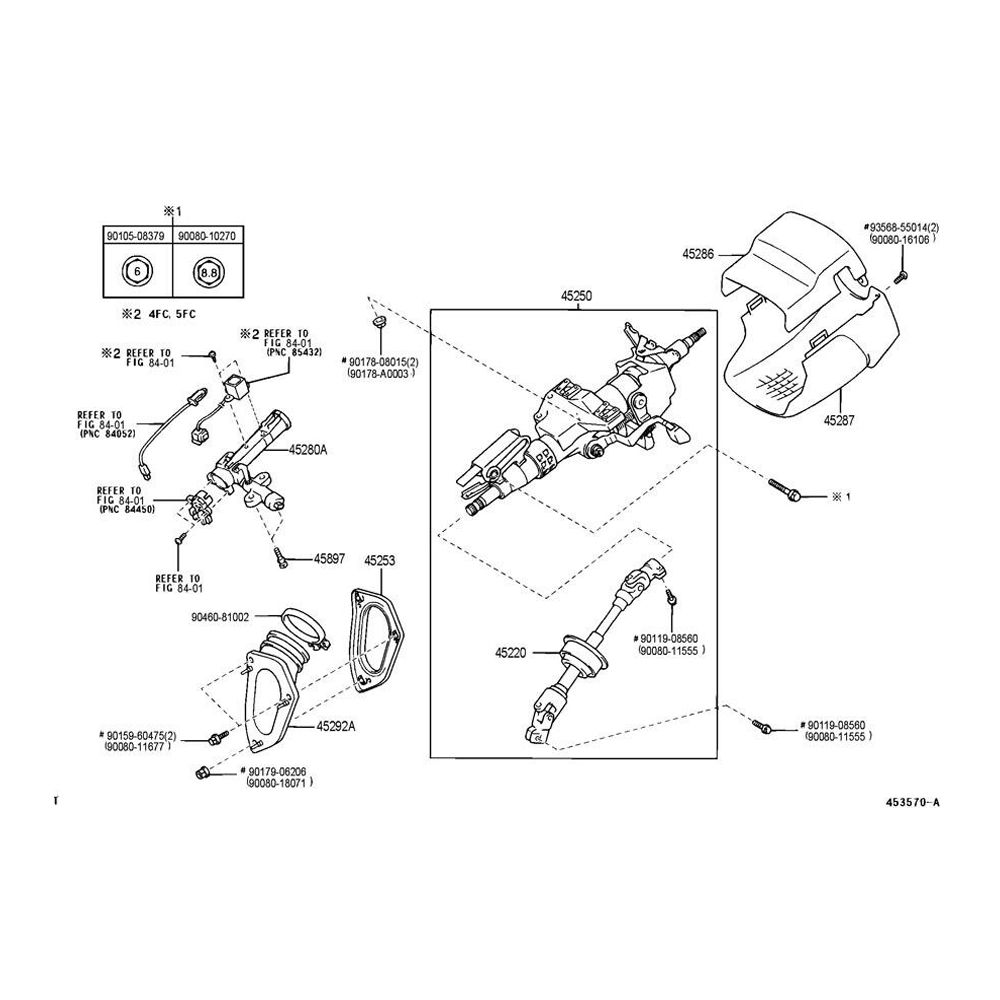 ※1
90105-08379 90080-10270
6 8.8
※2 4FC, 5FC
※2 REFER TO
FIG 84-01
※2 REFER TO
FIG 84-01
(PNC 85432)
REFER TO
FIG 84-01
(PNC 84052)
45280A
REFER TO
FIG 84-01
(PNC 84450)
REFER TO
FIG 84-01
45897
45253
90460-81002
45292A
# 90159-60475(2)
(90080-11677)
# 90179-06206
(90080-18071)
# 90178-08015(2)
(90178-A0003)
45250
45286
#93568-55014(2)
(90080-16106)
45287
※ 1
# 90119-08560
(90080-11555)
45220
# 90119-08560
(90080-11555)
T
453570-A